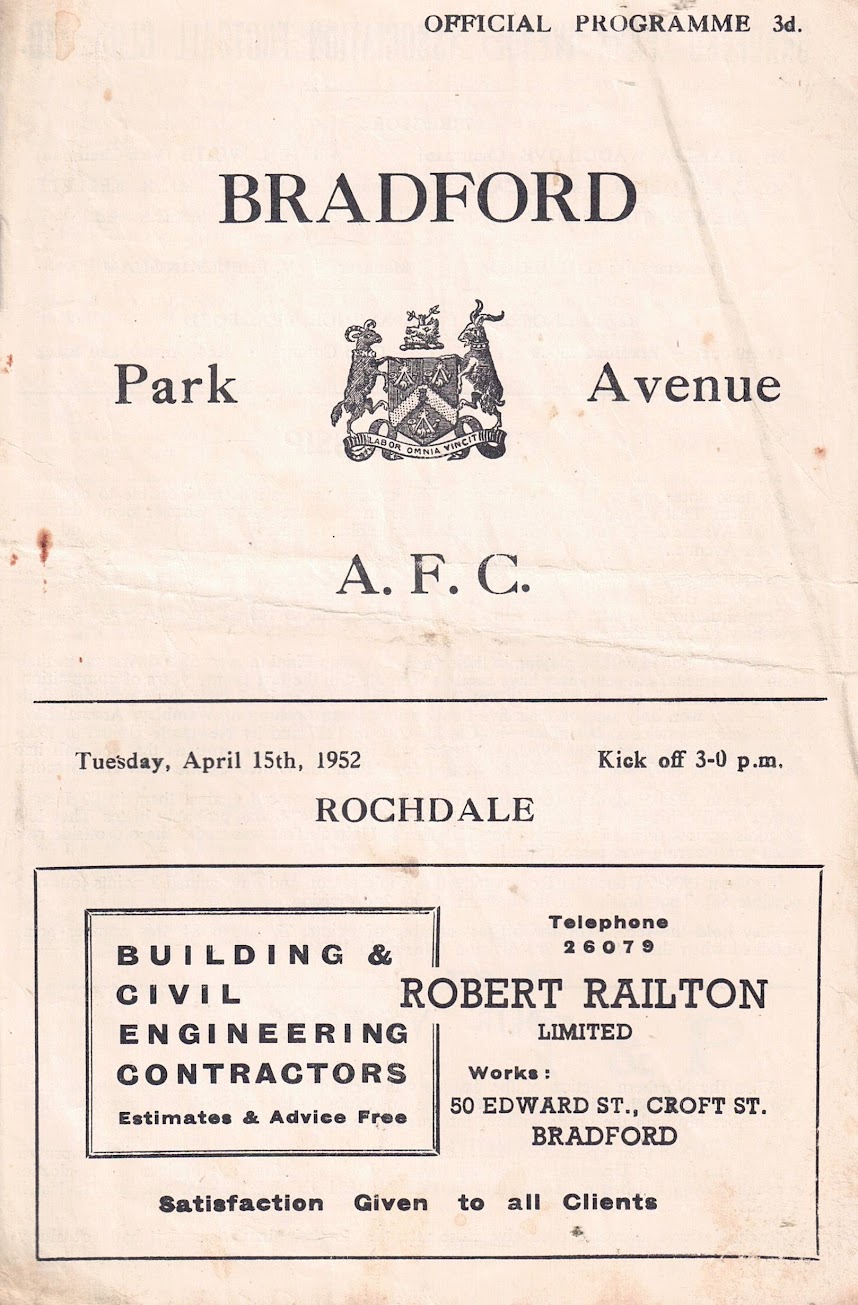 OFFICIAL PROGRAMME 3d.
BRADFORD
Park Avenue
LABOR OMNIA VINCIT
A. F. C.
Tuesday, April 15th, 1952 Kick off 3-0 p.m.
ROCHDALE
BUILDING &
CIVIL
ENGINEERING
CONTRACTORS
Estimates & Advice Free
Telephone
26079
ROBERT RAILTON
LIMITED
Works:
50 EDWARD ST., CROFT ST.
BRADFORD
Satisfaction Given to all Clients